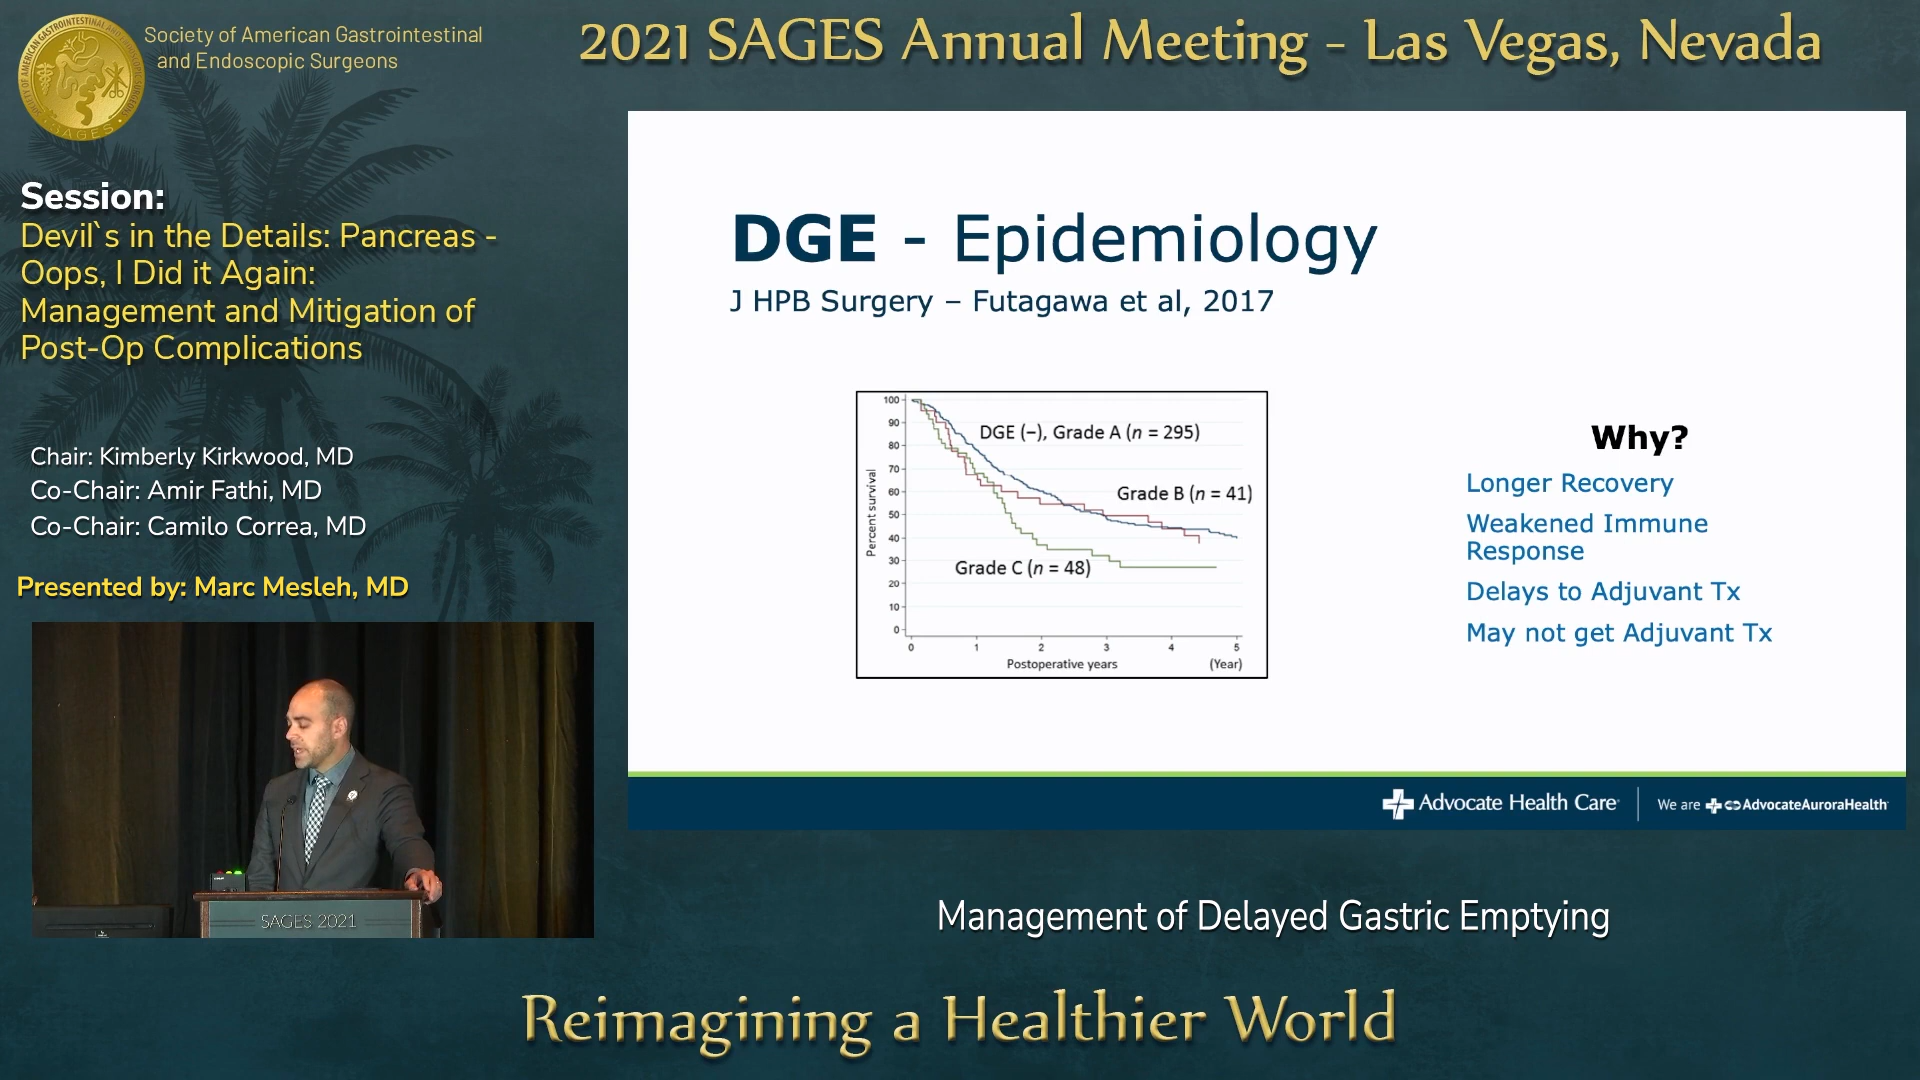 Society of American Gastrointestinal
and Endoscopic Surgeons
SAGES
2021 SAGES Annual Meeting - Las Vegas, Nevada
Session:
Devil`s in the Details: Pancreas -
Oops, I Did it Again:
Management and Mitigation of
Post-Op Complications
Chair: Kimberly Kirkwood, MD
Co-Chair: Amir Fathi, MD
Co-Chair: Camilo Correa, MD
Presented by: Marc Mesleh, MD
SAGES 2021
DGE - Epidemiology
J HPB Surgery – Futagawa et al, 2017
Percent survival
100
90
80
70
60
50
40
30
20
10
0
DGE (−), Grade A (n = 295)
Grade B (n = 41)
Grade C (n = 48)
0 1 2 3 4 5
Postoperative years (Year)
Why?
Longer Recovery
Weakened Immune
Response
Delays to Adjuvant Tx
May not get Adjuvant Tx
Advocate Health Care
We are AdvocateAuroraHealth
Management of Delayed Gastric Emptying
Reimagining a Healthier World